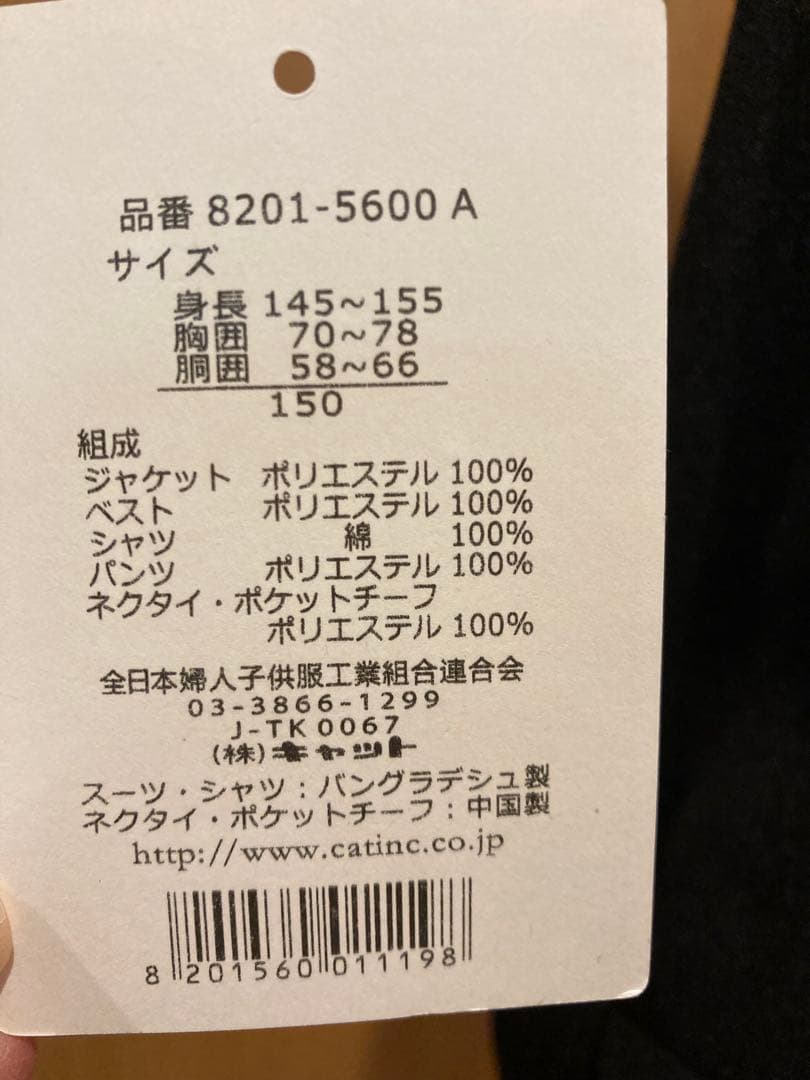 品番 8201-5600 A
サイズ
身長 145～155
胸囲 70～78
胴囲 58～66
150
組成
ジャケット ポリエステル 100%
ベスト ポリエステル 100%
シャツ 綿 100%
パンツ ポリエステル 100%
ネクタイ・ポケットチーフ
ポリエステル 100%
全日本婦人子供服工業組合連合会
03-3866-1299
J-TK0067
(株)キャット
スーツ・シャツ：バングラデシュ製
ネクタイ・ポケットチーフ：中国製
http://www.catinc.co.jp
8 201560 011198